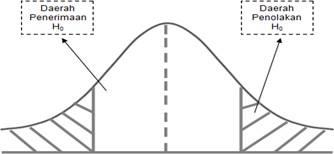 Daerah
Penerimaan
H₀
Daerah
Penolakan
H₀